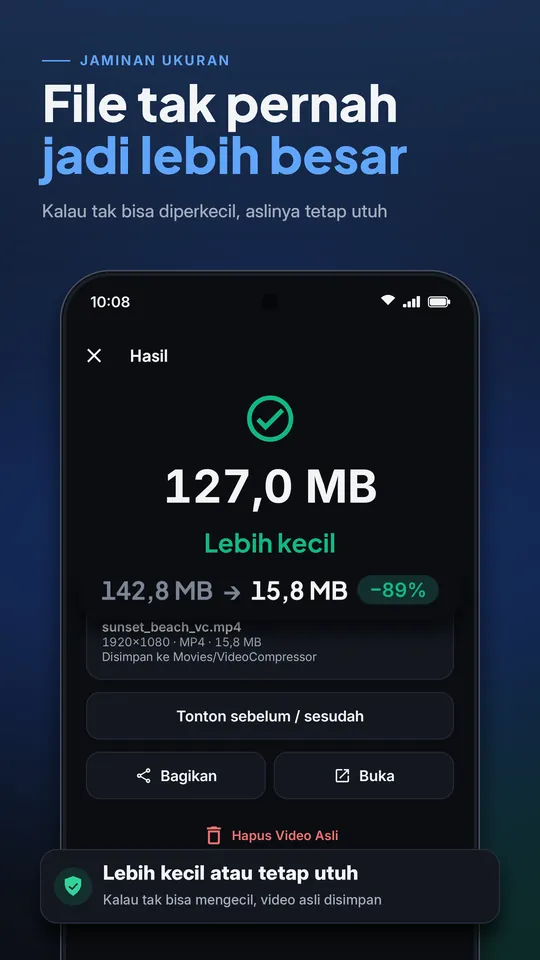 JAMINAN UKURAN
File tak pernah
jadi lebih besar
Kalau tak bisa diperkecil, aslinya tetap utuh
10:08
Hasil
127,0 MB
Lebih kecil
142,8 MB → 15,8 MB −89%
sunset_beach_vc.mp4
1920×1080 · MP4 · 15,8 MB
Disimpan ke Movies/VideoCompressor
Tonton sebelum / sesudah
Bagikan
Buka
Hapus Video Asli
Lebih kecil atau tetap utuh
Kalau tak bisa mengecil, video asli disimpan